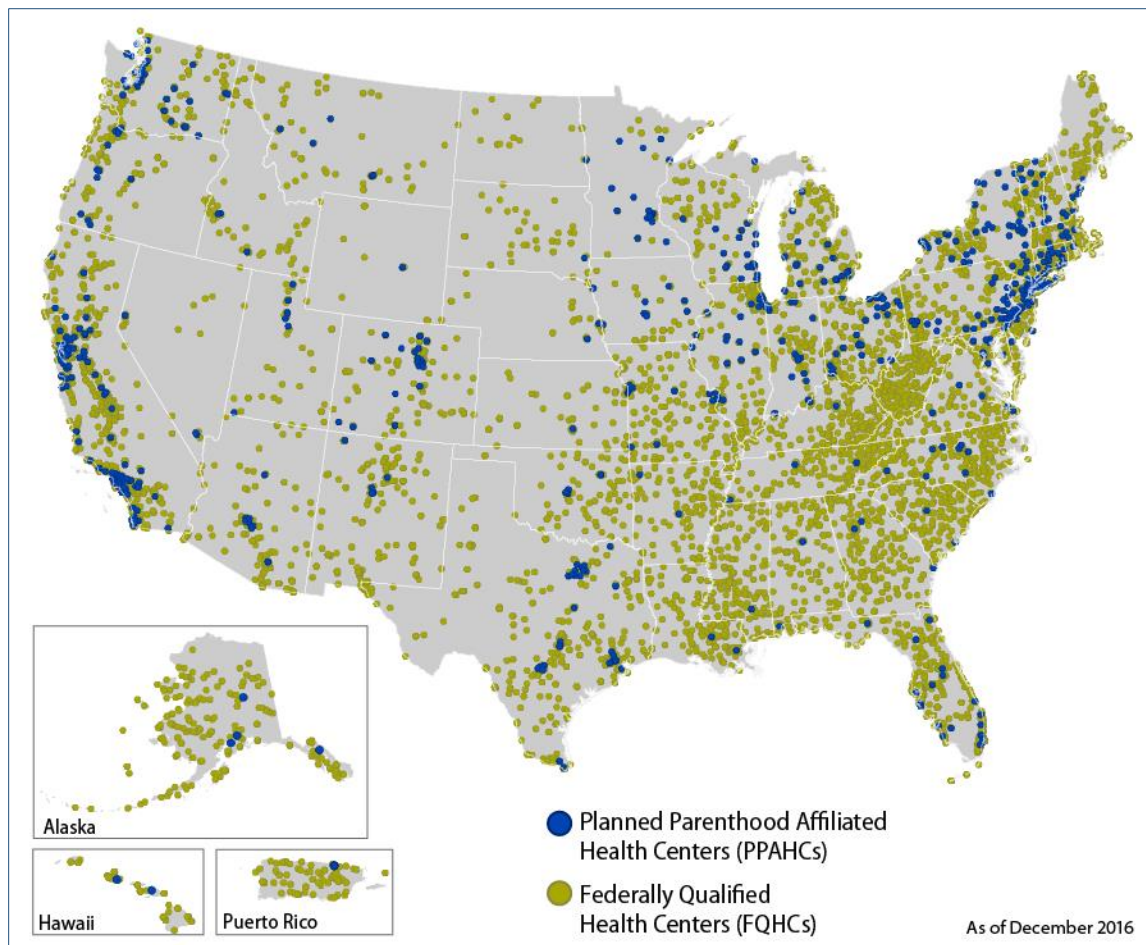 Alaska
Hawaii
Puerto Rico
Planned Parenthood Affiliated
Health Centers (PPAHCs)
Federally Qualified
Health Centers (FQHCs)
As of December 2016